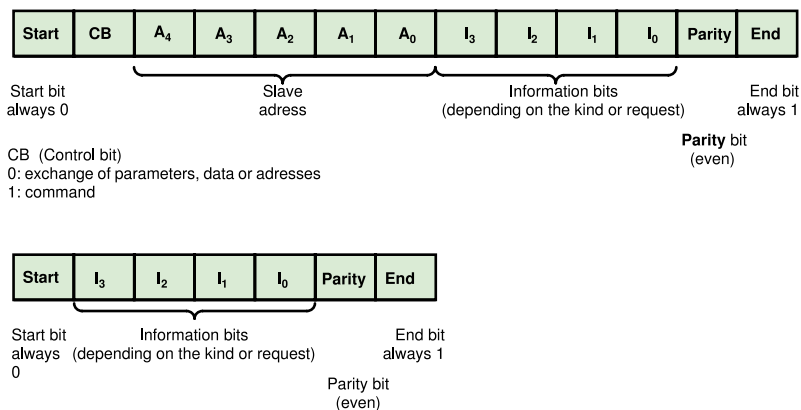 Start CB A₄ A₃ A₂ A₁ A₀ I₃ I₂ I₁ I₀ Parity End
Start bit
always 0
Slave
adress
Information bits
(depending on the kind or request)
End bit
always 1
Parity bit
(even)
CB (Control bit)
0: exchange of parameters, data or adresses
1: command
Start I₃ I₂ I₁ I₀ Parity End
Start bit
always
0
Information bits
(depending on the kind or request)
End bit
always 1
Parity bit
(even)